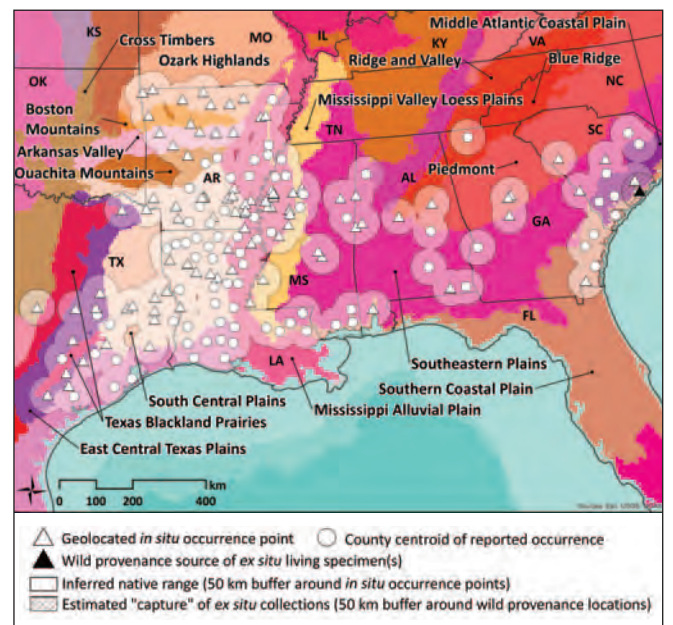 Middle Atlantic Coastal Plain
KS
Cross Timbers
MO
IL
KY
VA
Ozark Highlands
Ridge and Valley
Blue Ridge
OK
NC
Boston
Mountains
Mississippi Valley Loess Plains
TN
SC
Arkansas Valley
Ouachita Mountains
AR
AL
Piedmont
GA
TX
MS
FL
LA
Southeastern Plains
South Central Plains
Southern Coastal Plain
Mississippi Alluvial Plain
Texas Blackland Prairies
East Central Texas Plains
km
0 100 200 400
Geolocated in situ occurrence point
County centroid of reported occurrence
Wild provenance source of ex situ living specimen(s)
Inferred native range (50 km buffer around in situ occurrence points)
Estimated "capture" of ex situ collections (50 km buffer around wild provenance locations)